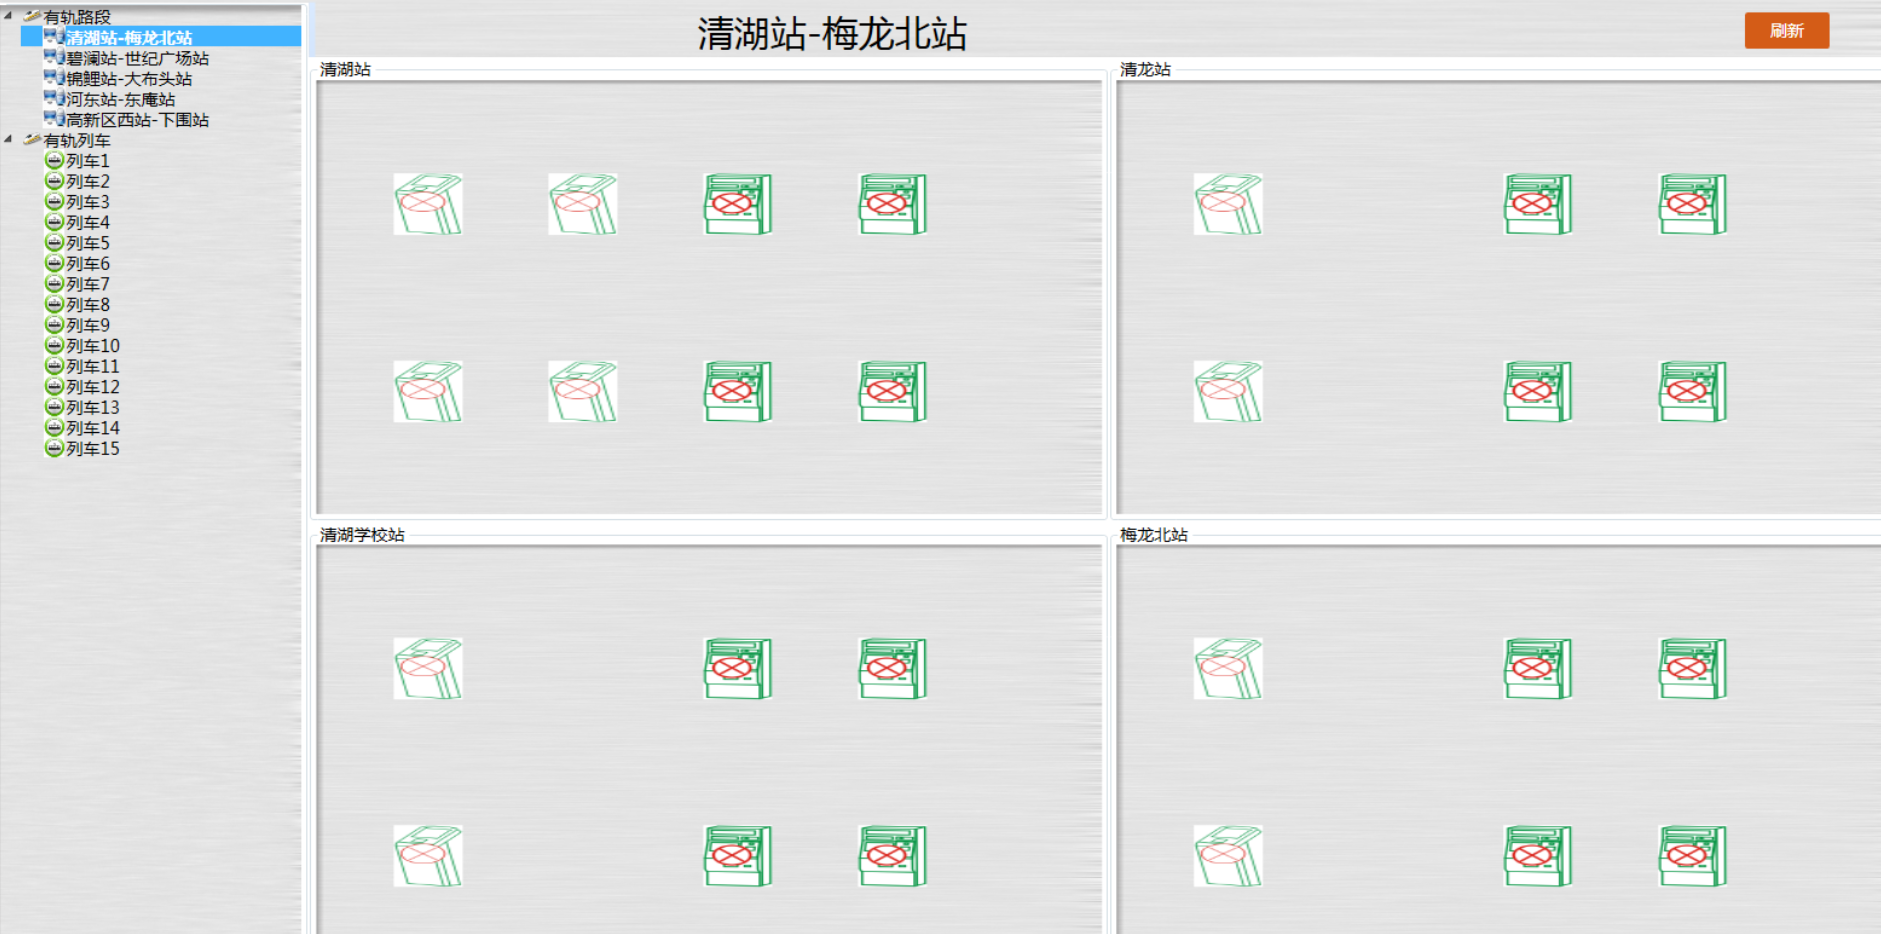 有轨路段
清湖站-梅龙北站
碧澜站-世纪广场站
锦鲤站-大布头站
河东站-东庵站
高新区西站-下围站
有轨列车
列车1
列车2
列车3
列车4
列车5
列车6
列车7
列车8
列车9
列车10
列车11
列车12
列车13
列车14
列车15
清湖站-梅龙北站
刷新
清湖站
清龙站
清湖学校站
梅龙北站